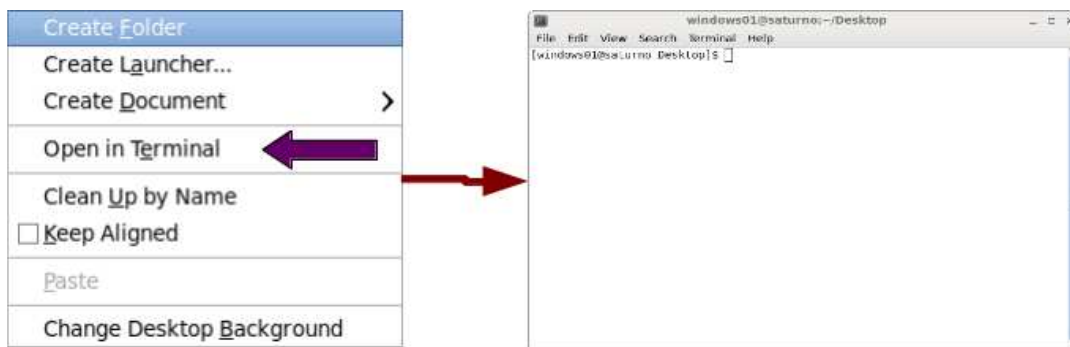 Create Folder
Create Launcher...
Create Document
Open in Terminal
Clean Up by Name
Keep Aligned
Paste
Change Desktop Background
windows01@saturno:~/Desktop
File Edit View Search Terminal Help
[windows01@saturno Desktop]$